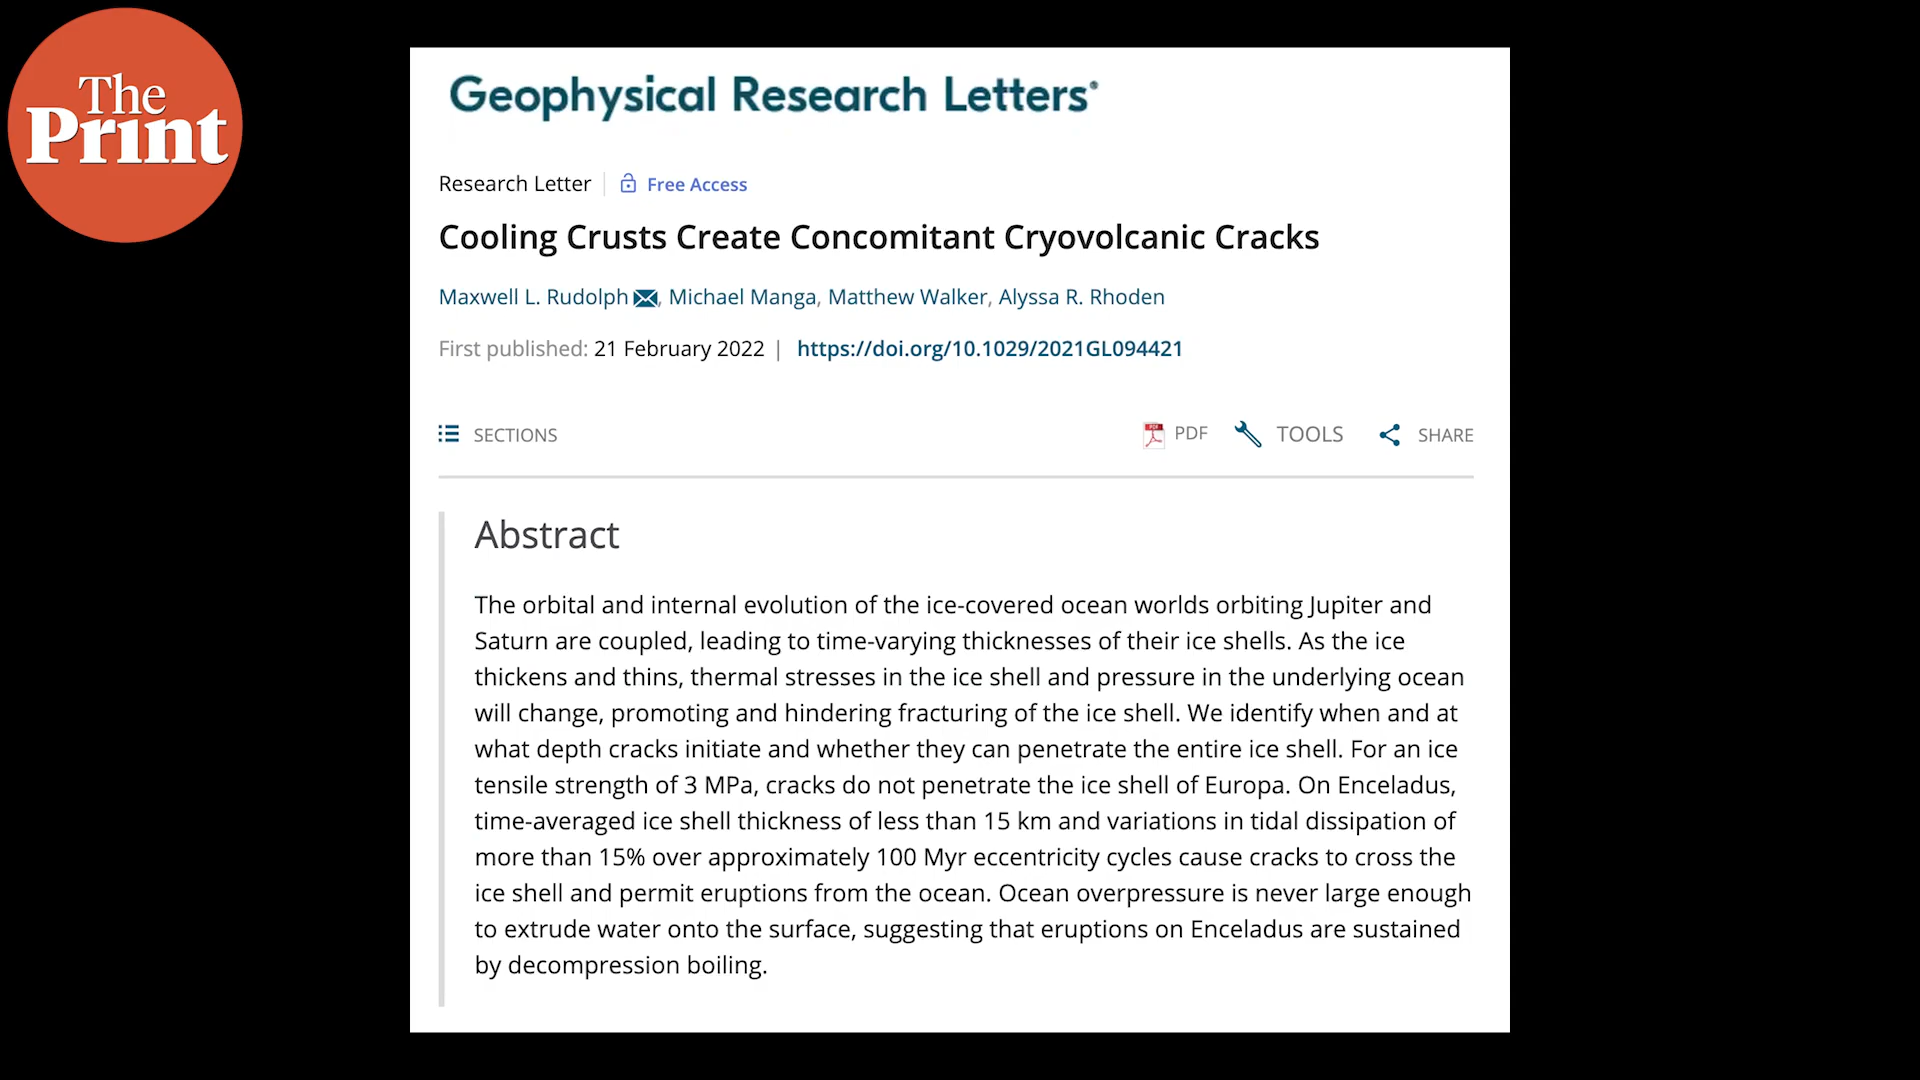 The
Print
Geophysical Research Letters®
Research Letter | Free Access
Cooling Crusts Create Concomitant Cryovolcanic Cracks
Maxwell L. Rudolph, Michael Manga, Matthew Walker, Alyssa R. Rhoden
First published: 21 February 2022 | https://doi.org/10.1029/2021GL094421
SECTIONS PDF TOOLS SHARE
Abstract
The orbital and internal evolution of the ice-covered ocean worlds orbiting Jupiter and
Saturn are coupled, leading to time-varying thicknesses of their ice shells. As the ice
thickens and thins, thermal stresses in the ice shell and pressure in the underlying ocean
will change, promoting and hindering fracturing of the ice shell. We identify when and at
what depth cracks initiate and whether they can penetrate the entire ice shell. For an ice
tensile strength of 3 MPa, cracks do not penetrate the ice shell of Europa. On Enceladus,
time-averaged ice shell thickness of less than 15 km and variations in tidal dissipation of
more than 15% over approximately 100 Myr eccentricity cycles cause cracks to cross the
ice shell and permit eruptions from the ocean. Ocean overpressure is never large enough
to extrude water onto the surface, suggesting that eruptions on Enceladus are sustained
by decompression boiling.